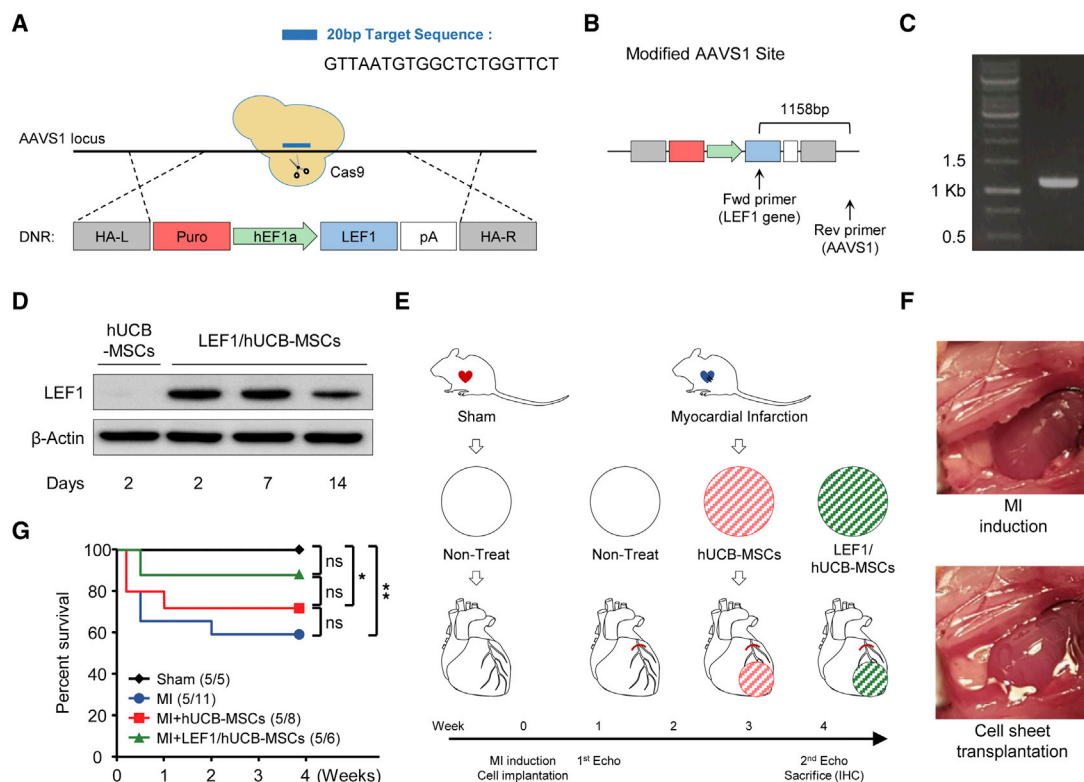 A
20bp Target Sequence :
GTTAATGTGGCTCTGGTTCT
AAVS1 locus
Cas9
DNR:
HA-L
Puro
hEF1a
LEF1
pA
HA-R
B
Modified AAVS1 Site
1158bp
Fwd primer
(LEF1 gene)
Rev primer
(AAVS1)
C
1.5
1 Kb
0.5
D
hUCB
-MSCs
LEF1/hUCB-MSCs
LEF1
β-Actin
Days
2
2
7
14
E
Sham
Myocardial Infarction
Non-Treat
Non-Treat
hUCB-MSCs
LEF1/
hUCB-MSCs
Week
0
1
2
3
4
MI induction
Cell implantation
1st Echo
2nd Echo
Sacrifice (IHC)
F
MI
induction
Cell sheet
transplantation
G
Percent survival
100
80
60
40
20
0
ns
ns
ns
*
**
Sham (5/5)
MI (5/11)
MI+hUCB-MSCs (5/8)
MI+LEF1/hUCB-MSCs (5/6)
0
1
2
3
4 (Weeks)